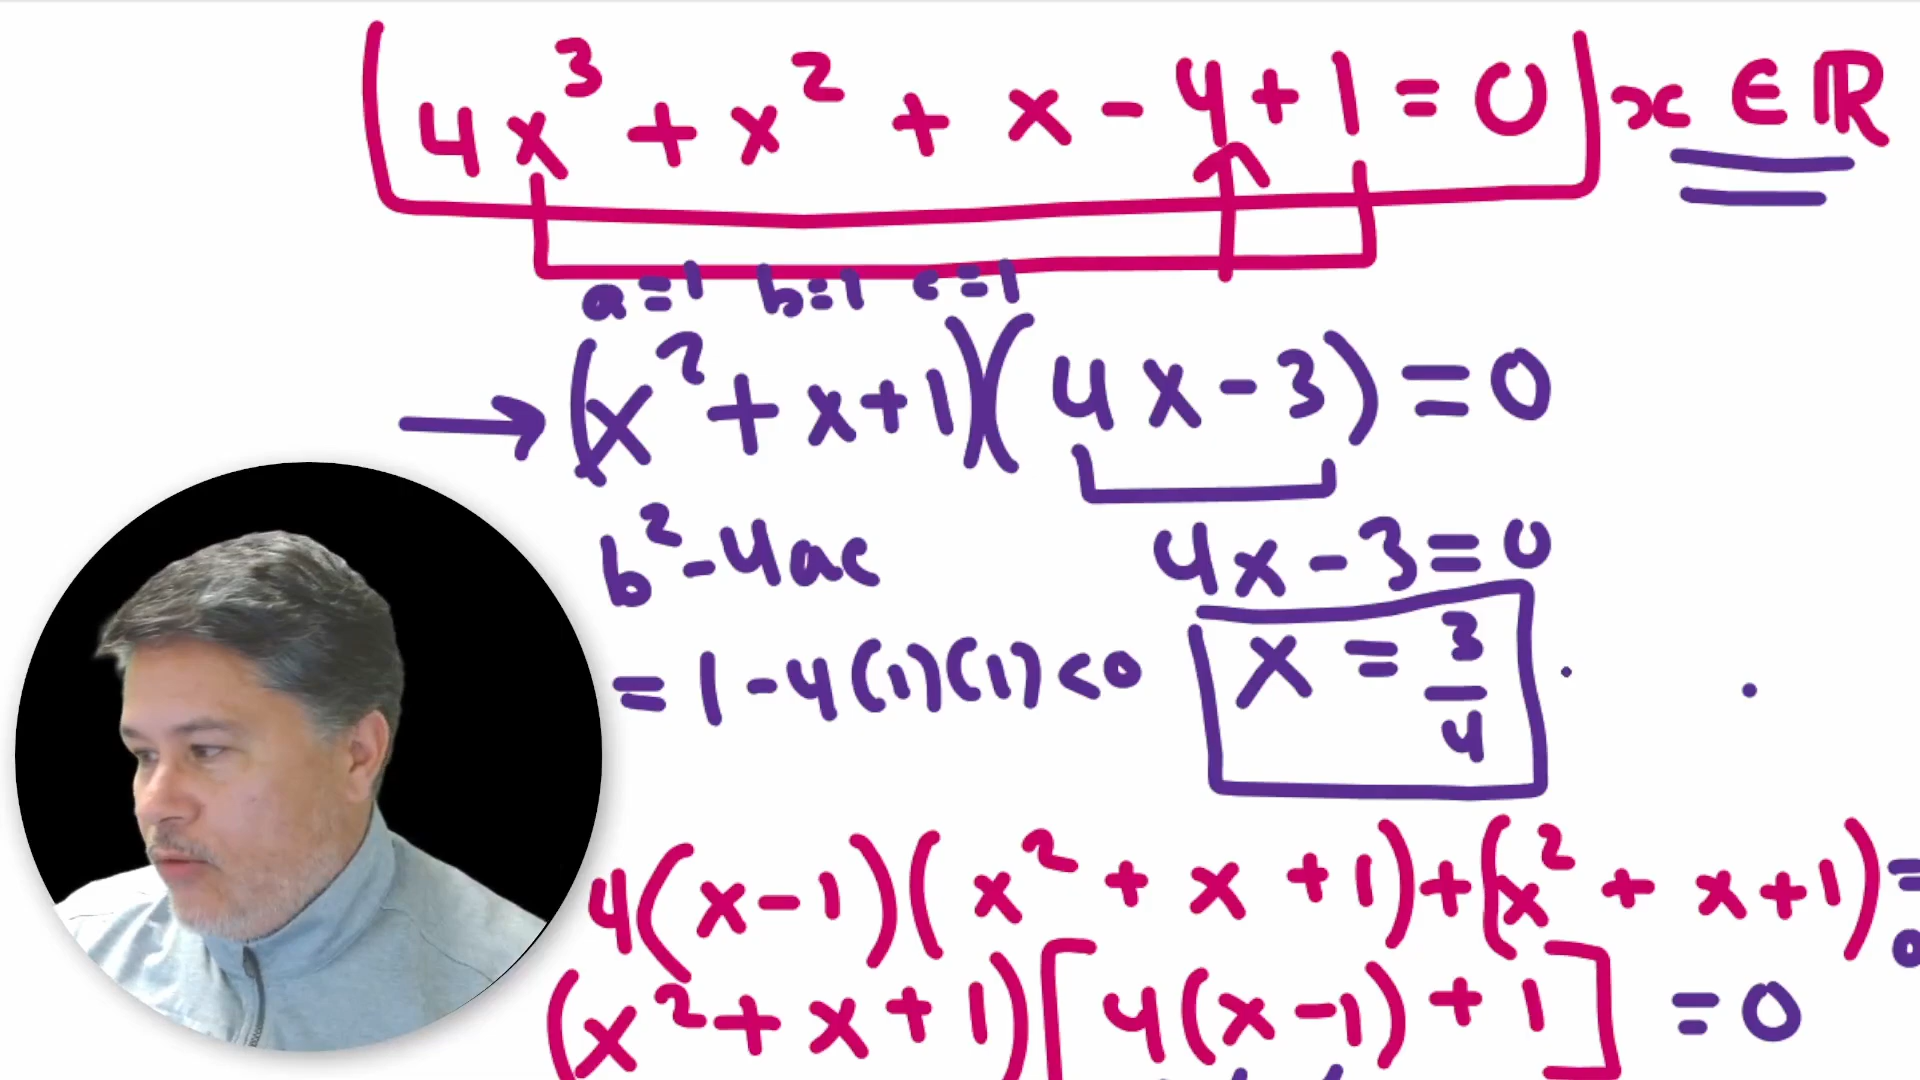 4x³ + x² + x - 4 + 1 = 0 x ∈ ℝ
a=1 b=1 c=1
→ (x² + x + 1)(4x - 3) = 0
b² - 4ac
= 1 - 4(1)(1) < 0
4x - 3 = 0
x = 3/4
4(x - 1)(x² + x + 1) + (x² + x + 1) =
(x² + x + 1)[4(x - 1) + 1] = 0